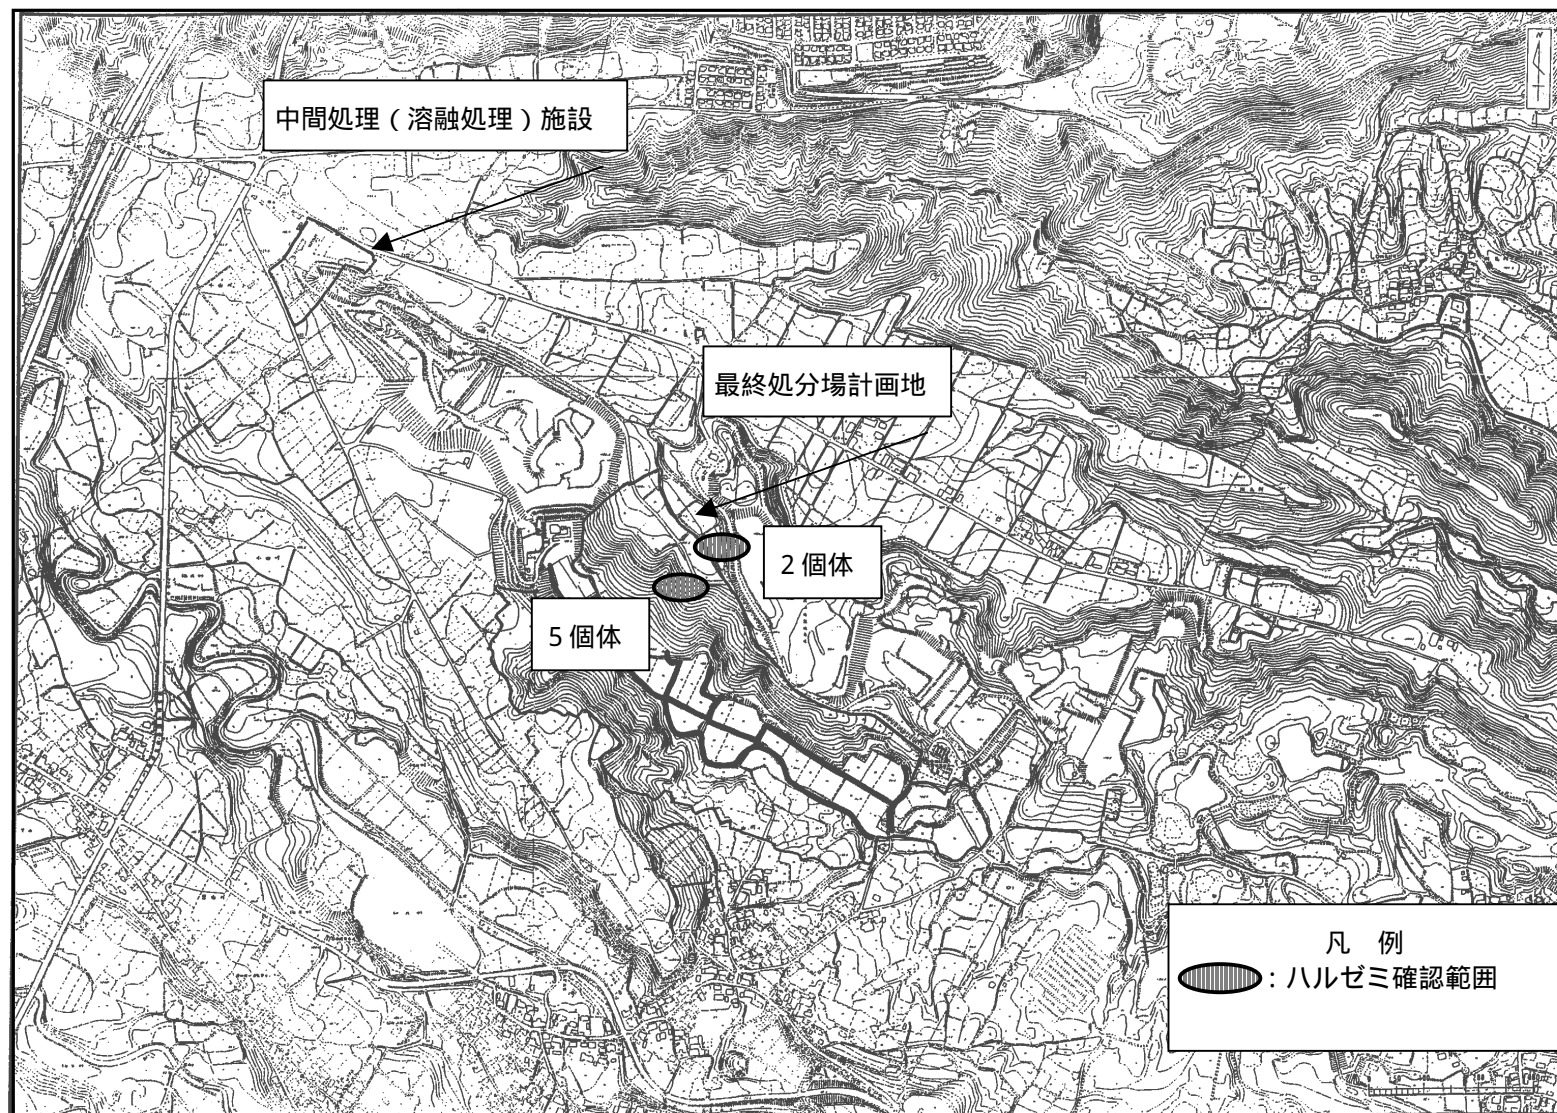 中間処理（溶融処理）施設
最終処分場計画地
2 個体
5 個体
凡　例
：ハルゼミ確認範囲